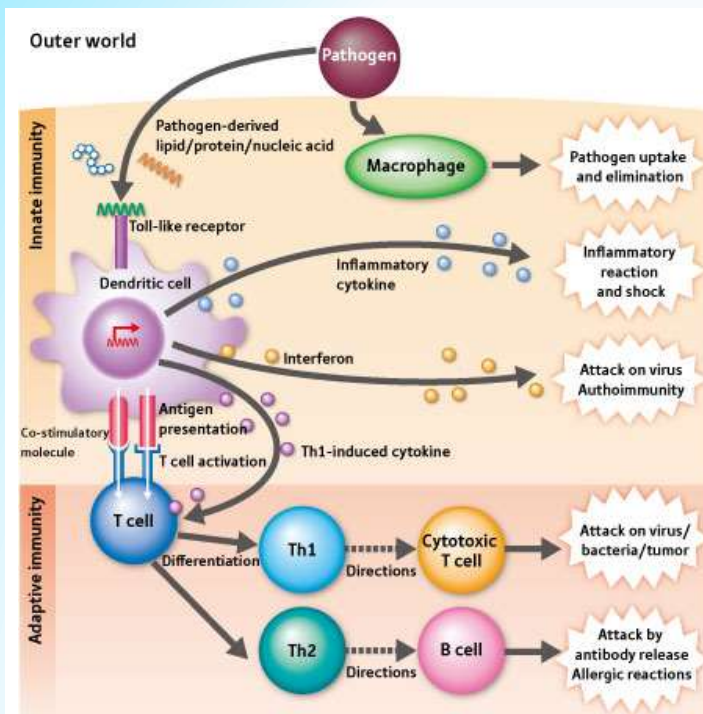 Outer world
Pathogen
Pathogen-derived
lipid/protein/nucleic acid
Macrophage
Pathogen uptake
and elimination
Innate immunity
Toll-like receptor
Dendritic cell
Inflammatory
cytokine
Inflammatory
reaction
and shock
Interferon
Attack on virus
Authoimmunity
Antigen
presentation
Co-stimulatory
molecule
T cell activation
Th1-induced cytokine
Adaptive immunity
T cell
Differentiation
Th1
Directions
Cytotoxic
T cell
Attack on virus/
bacteria/tumor
Th2
Directions
B cell
Attack by
antibody release
Allergic reactions